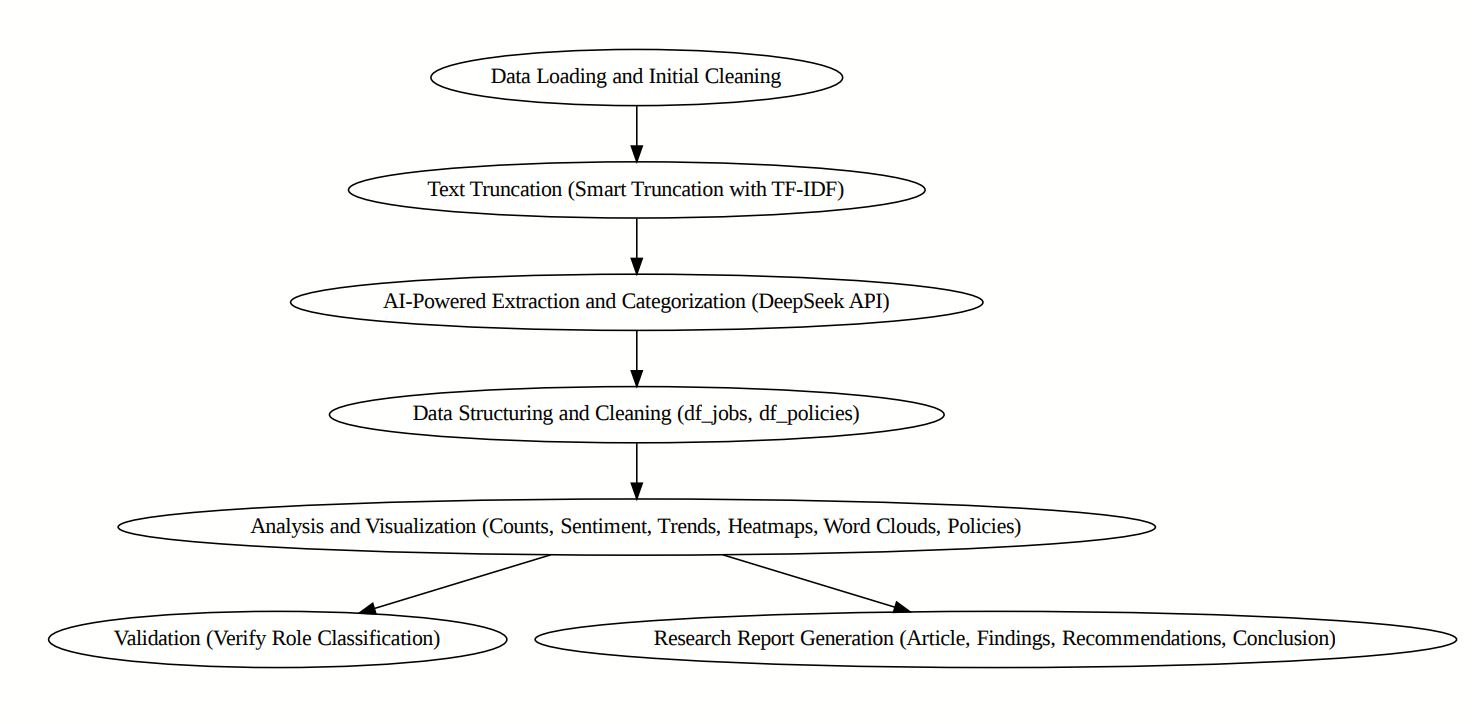 Data Loading and Initial Cleaning
Text Truncation (Smart Truncation with TF-IDF)
AI-Powered Extraction and Categorization (DeepSeek API)
Data Structuring and Cleaning (df_jobs, df_policies)
Analysis and Visualization (Counts, Sentiment, Trends, Heatmaps, Word Clouds, Policies)
Validation (Verify Role Classification)
Research Report Generation (Article, Findings, Recommendations, Conclusion)